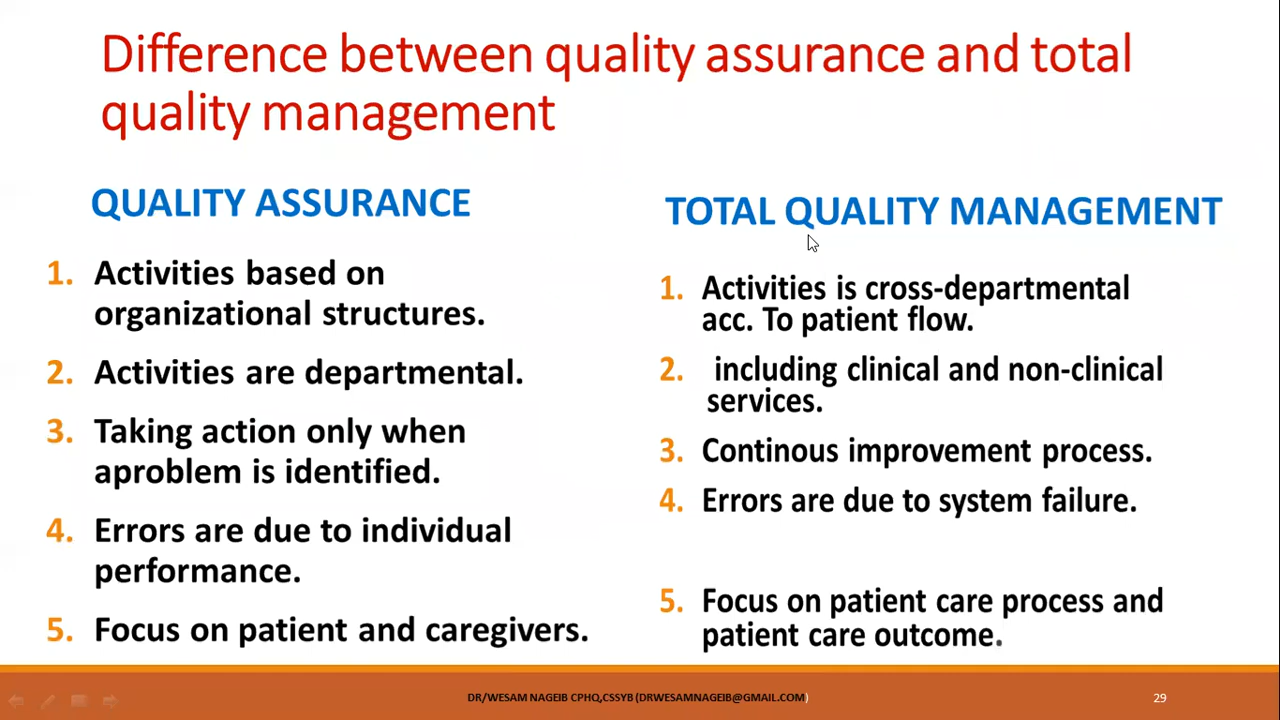 Difference between quality assurance and total
quality management
QUALITY ASSURANCE
1. Activities based on
organizational structures.
2. Activities are departmental.
3. Taking action only when
aproblem is identified.
4. Errors are due to individual
performance.
5. Focus on patient and caregivers.
TOTAL QUALITY MANAGEMENT
1. Activities is cross-departmental
acc. To patient flow.
2. including clinical and non-clinical
services.
3. Continous improvement process.
4. Errors are due to system failure.
5. Focus on patient care process and
patient care outcome.
DR/WESAM NAGEIB CPHQ,CSSYB (DRWESAMNAGEIB@GMAIL.COM)
29